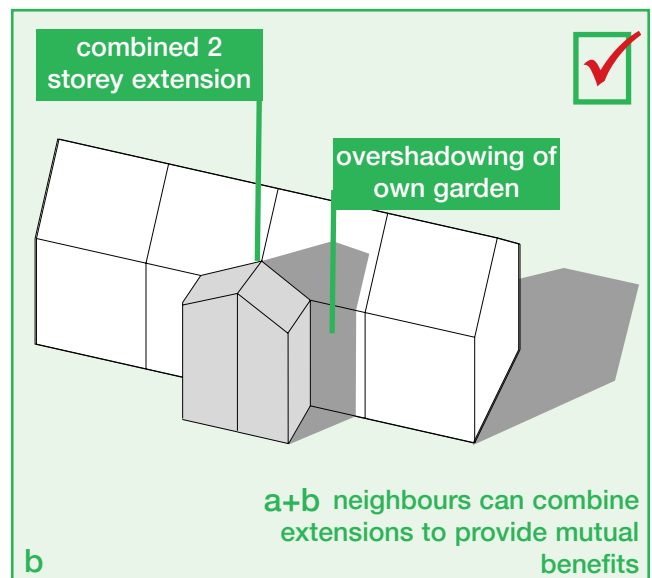 combined 2
storey extension
overshadowing of
own garden
a+b neighbours can combine
extensions to provide mutual
benefits
b